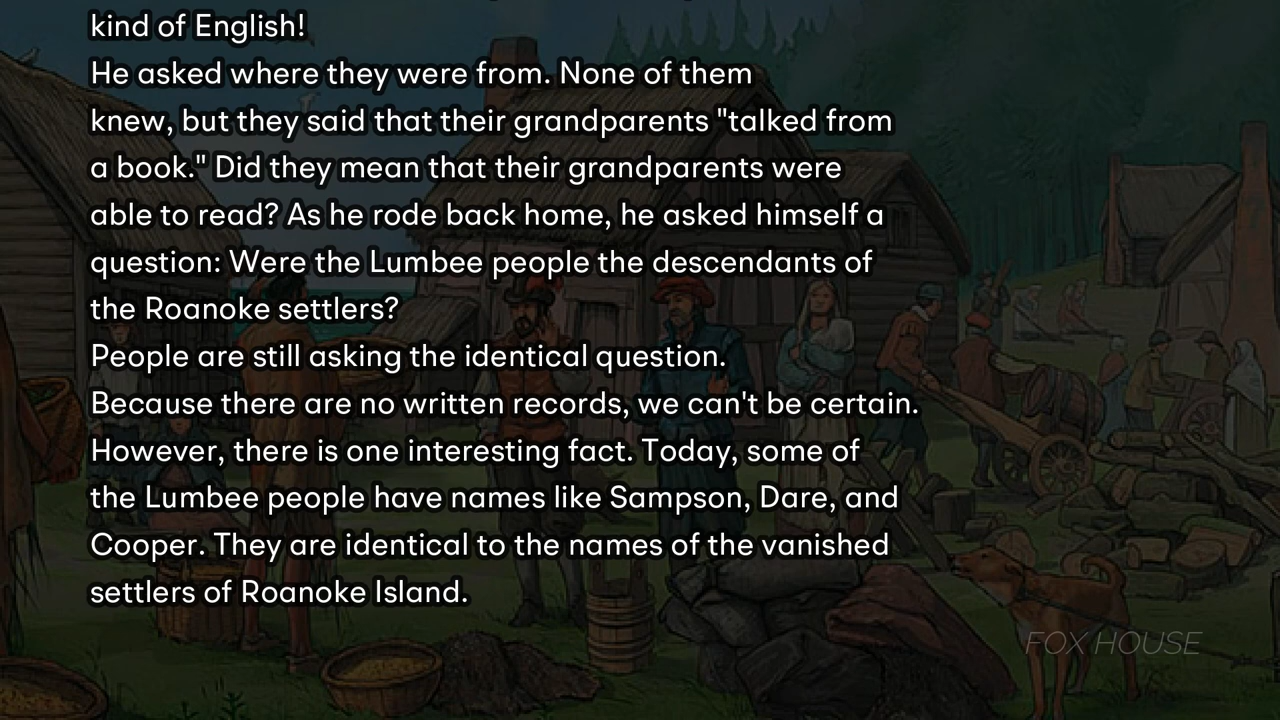 kind of English!
He asked where they were from. None of them
knew, but they said that their grandparents "talked from
a book." Did they mean that their grandparents were
able to read? As he rode back home, he asked himself a
question: Were the Lumbee people the descendants of
the Roanoke settlers?
People are still asking the identical question.
Because there are no written records, we can't be certain.
However, there is one interesting fact. Today, some of
the Lumbee people have names like Sampson, Dare, and
Cooper. They are identical to the names of the vanished
settlers of Roanoke Island.
FOX HOUSE